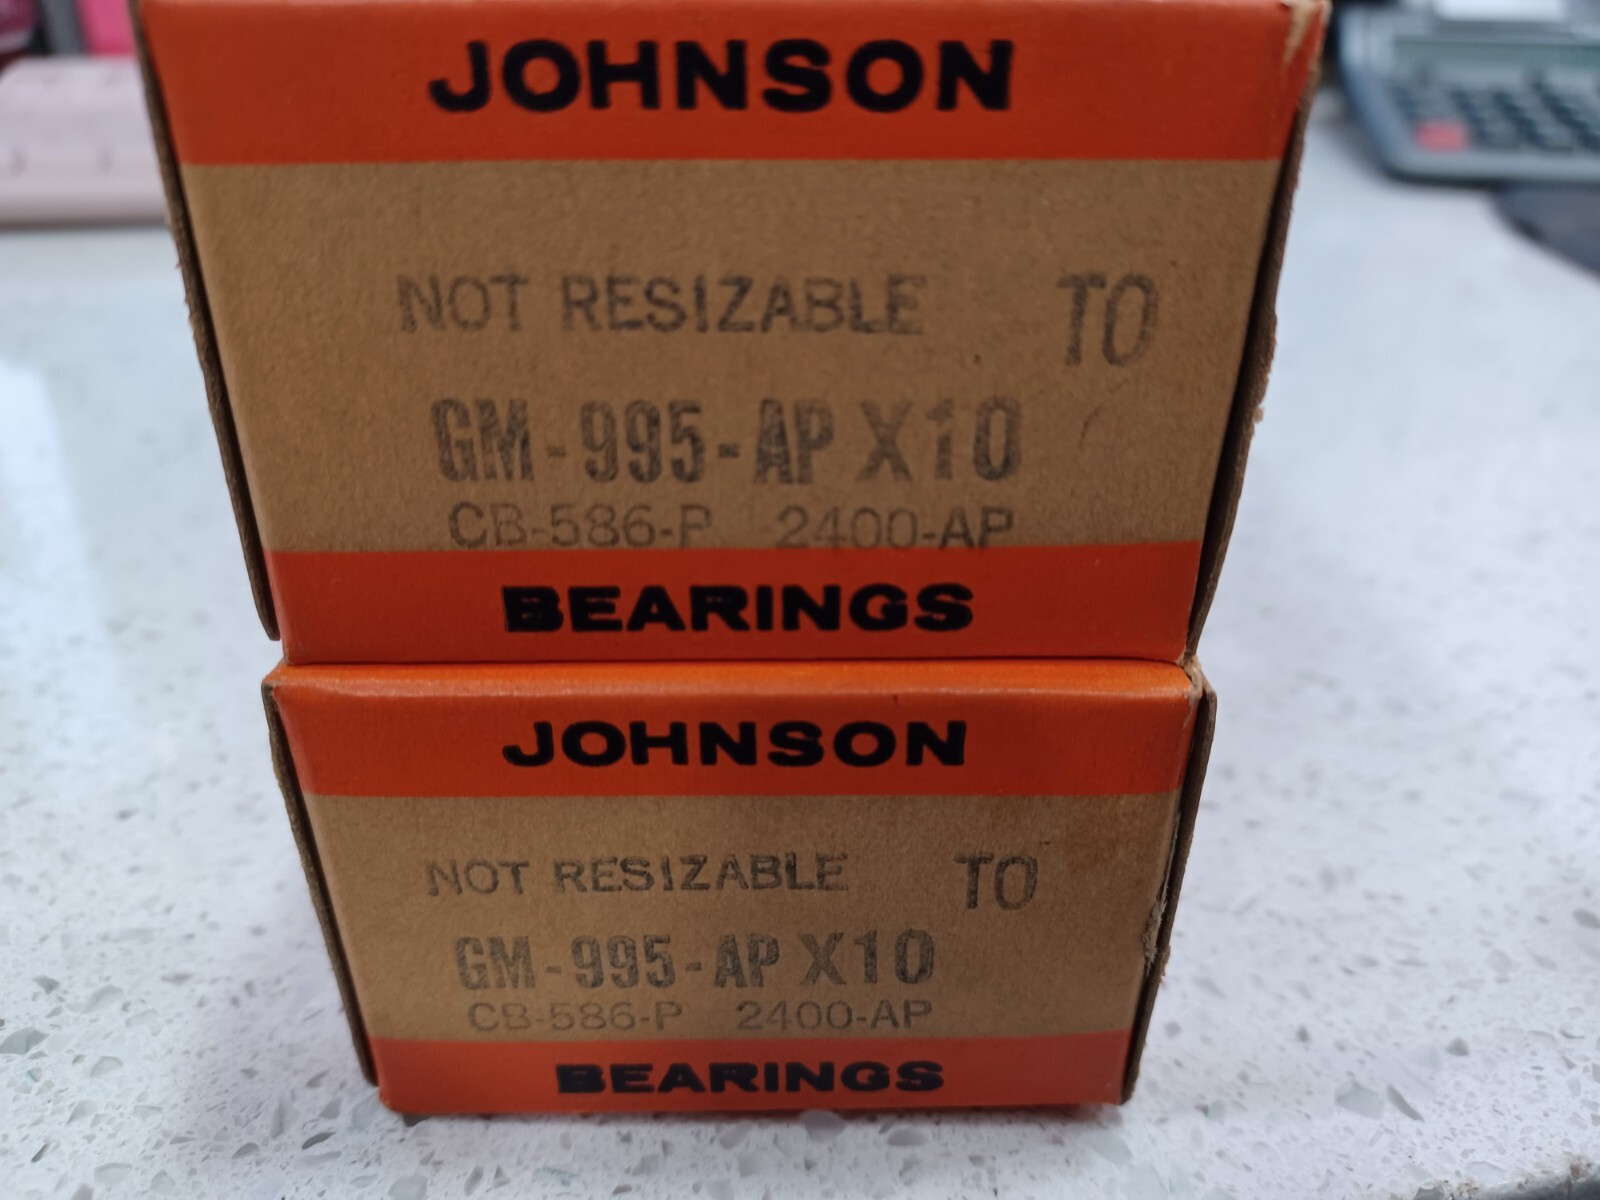 JOHNSON
NOT RESIZABLE TO
GM-995-AP X10
CB-586-P 2400-AP
BEARINGS
JOHNSON
NOT RESIZABLE TO
GM-995-AP X10
CB-586-P 2400-AP
BEARINGS